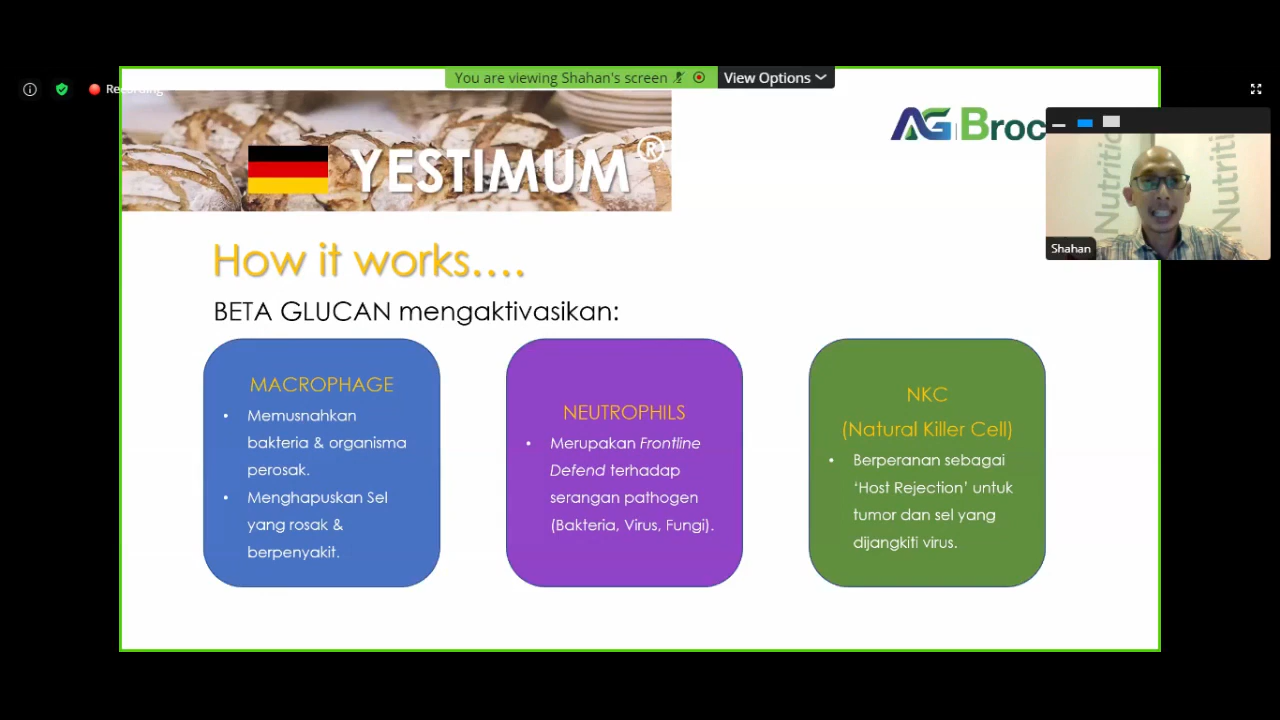 You are viewing Shahan's screen
View Options
Recording
YESTIMUM®
AG Broc
Nutriti
Shahan
How it works....
BETA GLUCAN mengaktivasikan:
MACROPHAGE
• Memusnahkan
bakteria & organisma
perosak.
• Menghapuskan Sel
yang rosak &
berpenyakit.
NEUTROPHILS
• Merupakan Frontline
Defend terhadap
serangan pathogen
(Bakteria, Virus, Fungi).
NKC
(Natural Killer Cell)
• Berperanan sebagai
‘Host Rejection’ untuk
tumor dan sel yang
dijangkiti virus.